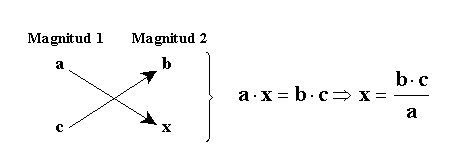 Magnitud 1 Magnitud 2
a b
c x
a · x = b · c ⇒ x = b · c / a